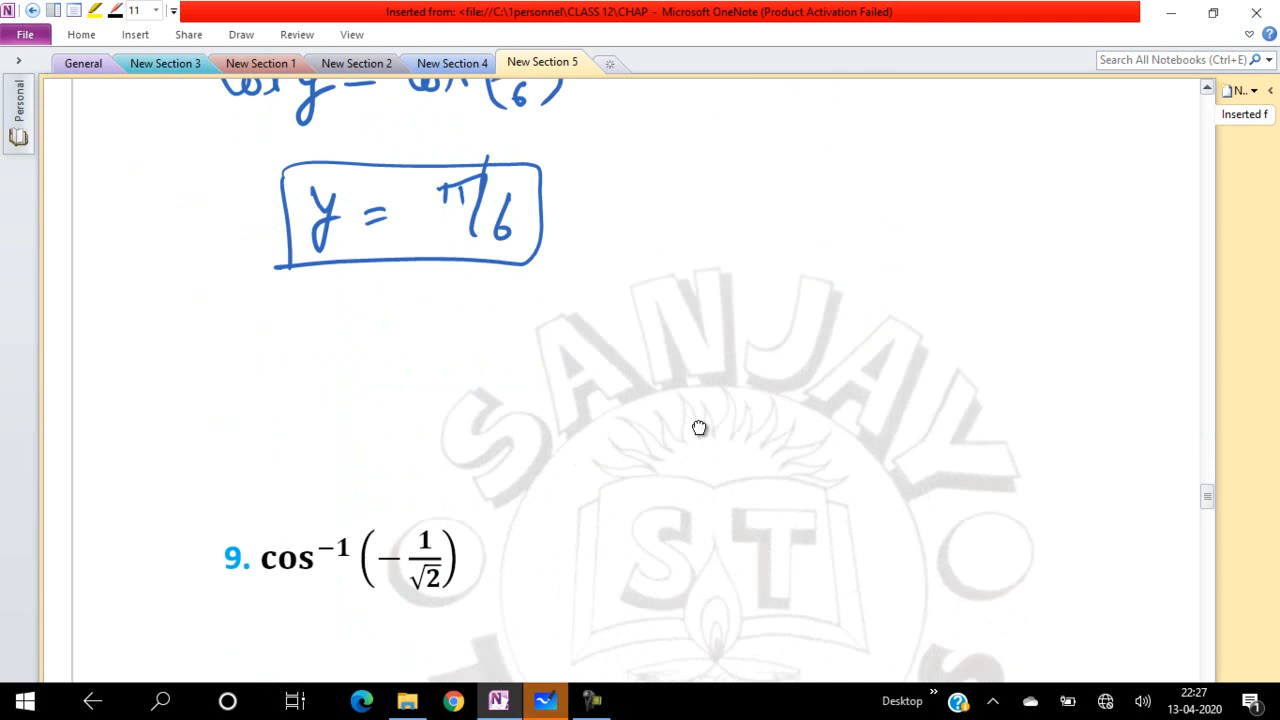 Inserted from: <file://C:\1personnel\CLASS 12\CHAP - Microsoft OneNote (Product Activation Failed)
11
File Home Insert Share Draw Review View
General New Section 3 New Section 1 New Section 2 New Section 4 New Section 5
Search All Notebooks (Ctrl+E)
N..
Personal
Inserted f
y = π/6
SANJAY
ST
9. cos⁻¹ (−1/√2)
Desktop
22:27
13-04-2020
1